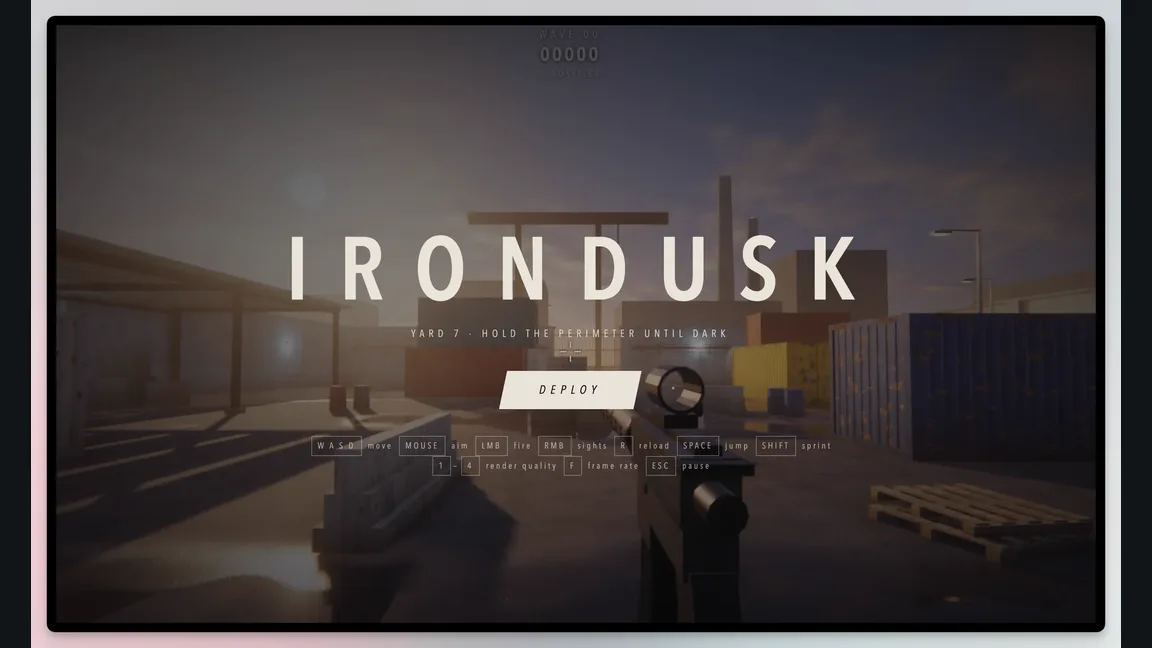 WAVE 00
00000
IRONDUSK
YARD 7 · HOLD THE PERIMETER UNTIL DARK
DEPLOY
W A S D move MOUSE aim LMB fire RMB sights R reload SPACE jump SHIFT sprint
1 - 4 render quality F frame rate ESC pause